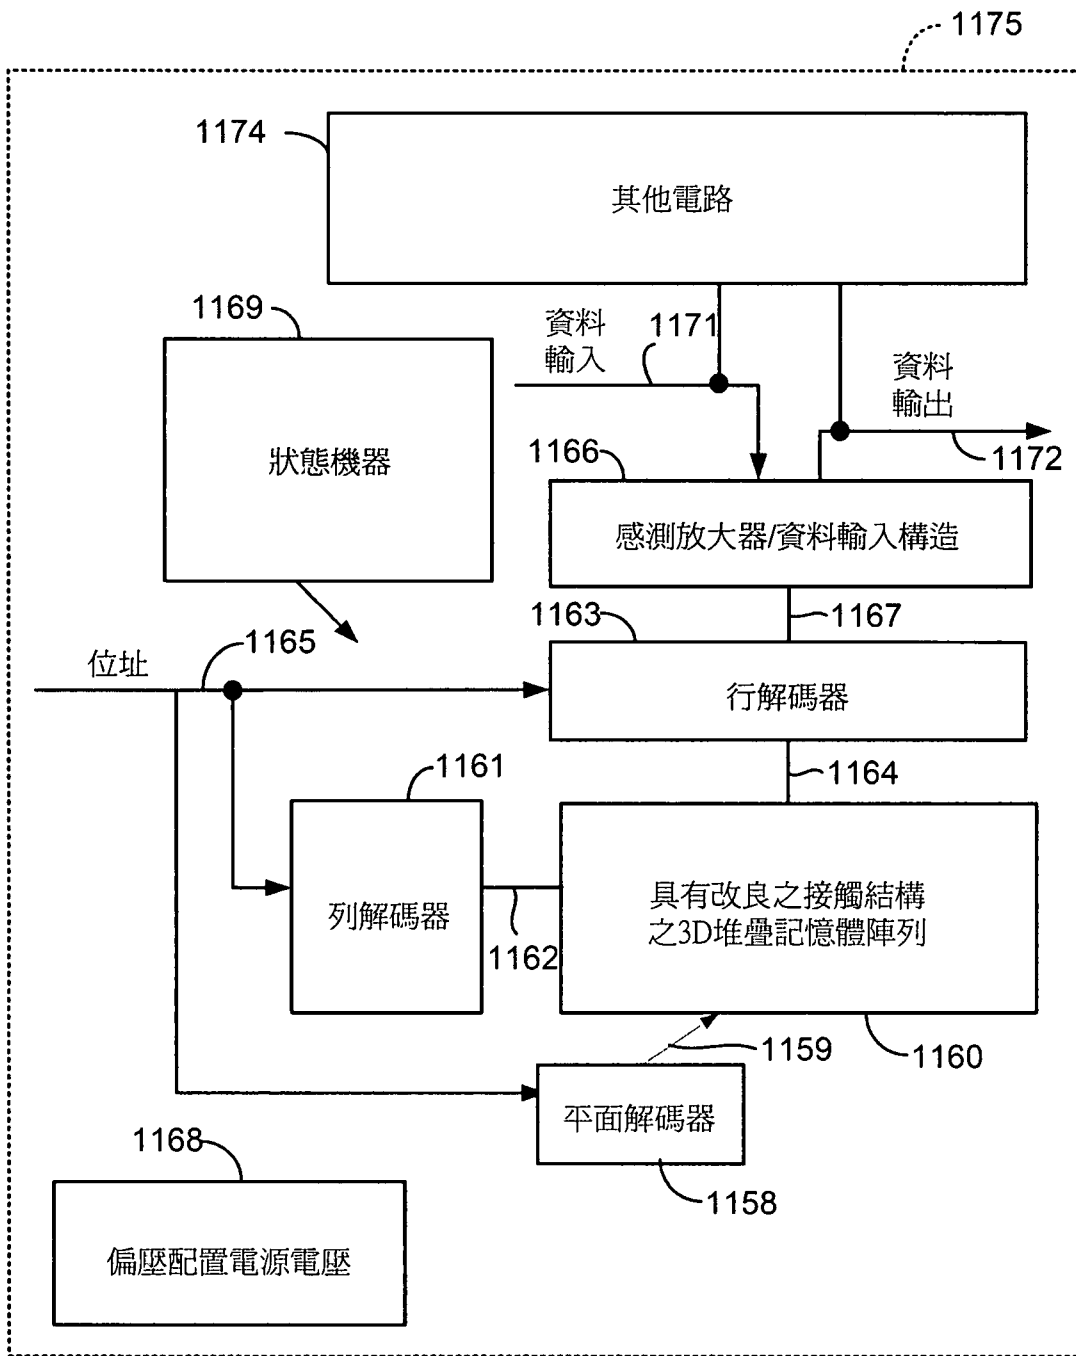 1175
1174
其他電路
1169
資料
輸入
1171
資料
輸出
1172
狀態機器
1166
感測放大器/資料輸入構造
1163
1167
位址
1165
行解碼器
1161
1164
列解碼器
1162
具有改良之接觸結構
之3D堆疊記憶體陣列
1159
1160
平面解碼器
1168
1158
偏壓配置電源電壓